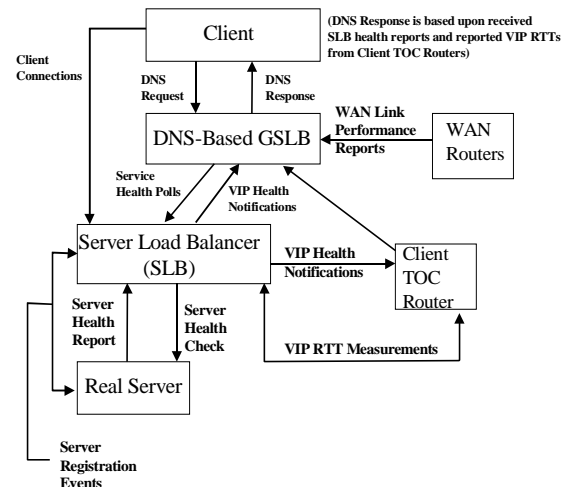 Client
(DNS Response is based upon received
SLB health reports and reported VIP RTTs
from Client TOC Routers)
Client
Connections
DNS
Request
DNS
Response
DNS-Based GSLB
WAN Link
Performance
Reports
WAN
Routers
Service
Health Polls
VIP Health
Notifications
Server Load Balancer
(SLB)
VIP Health
Notifications
Client
TOC
Router
Server
Health
Report
Server
Health
Check
VIP RTT Measurements
Real Server
Server
Registration
Events